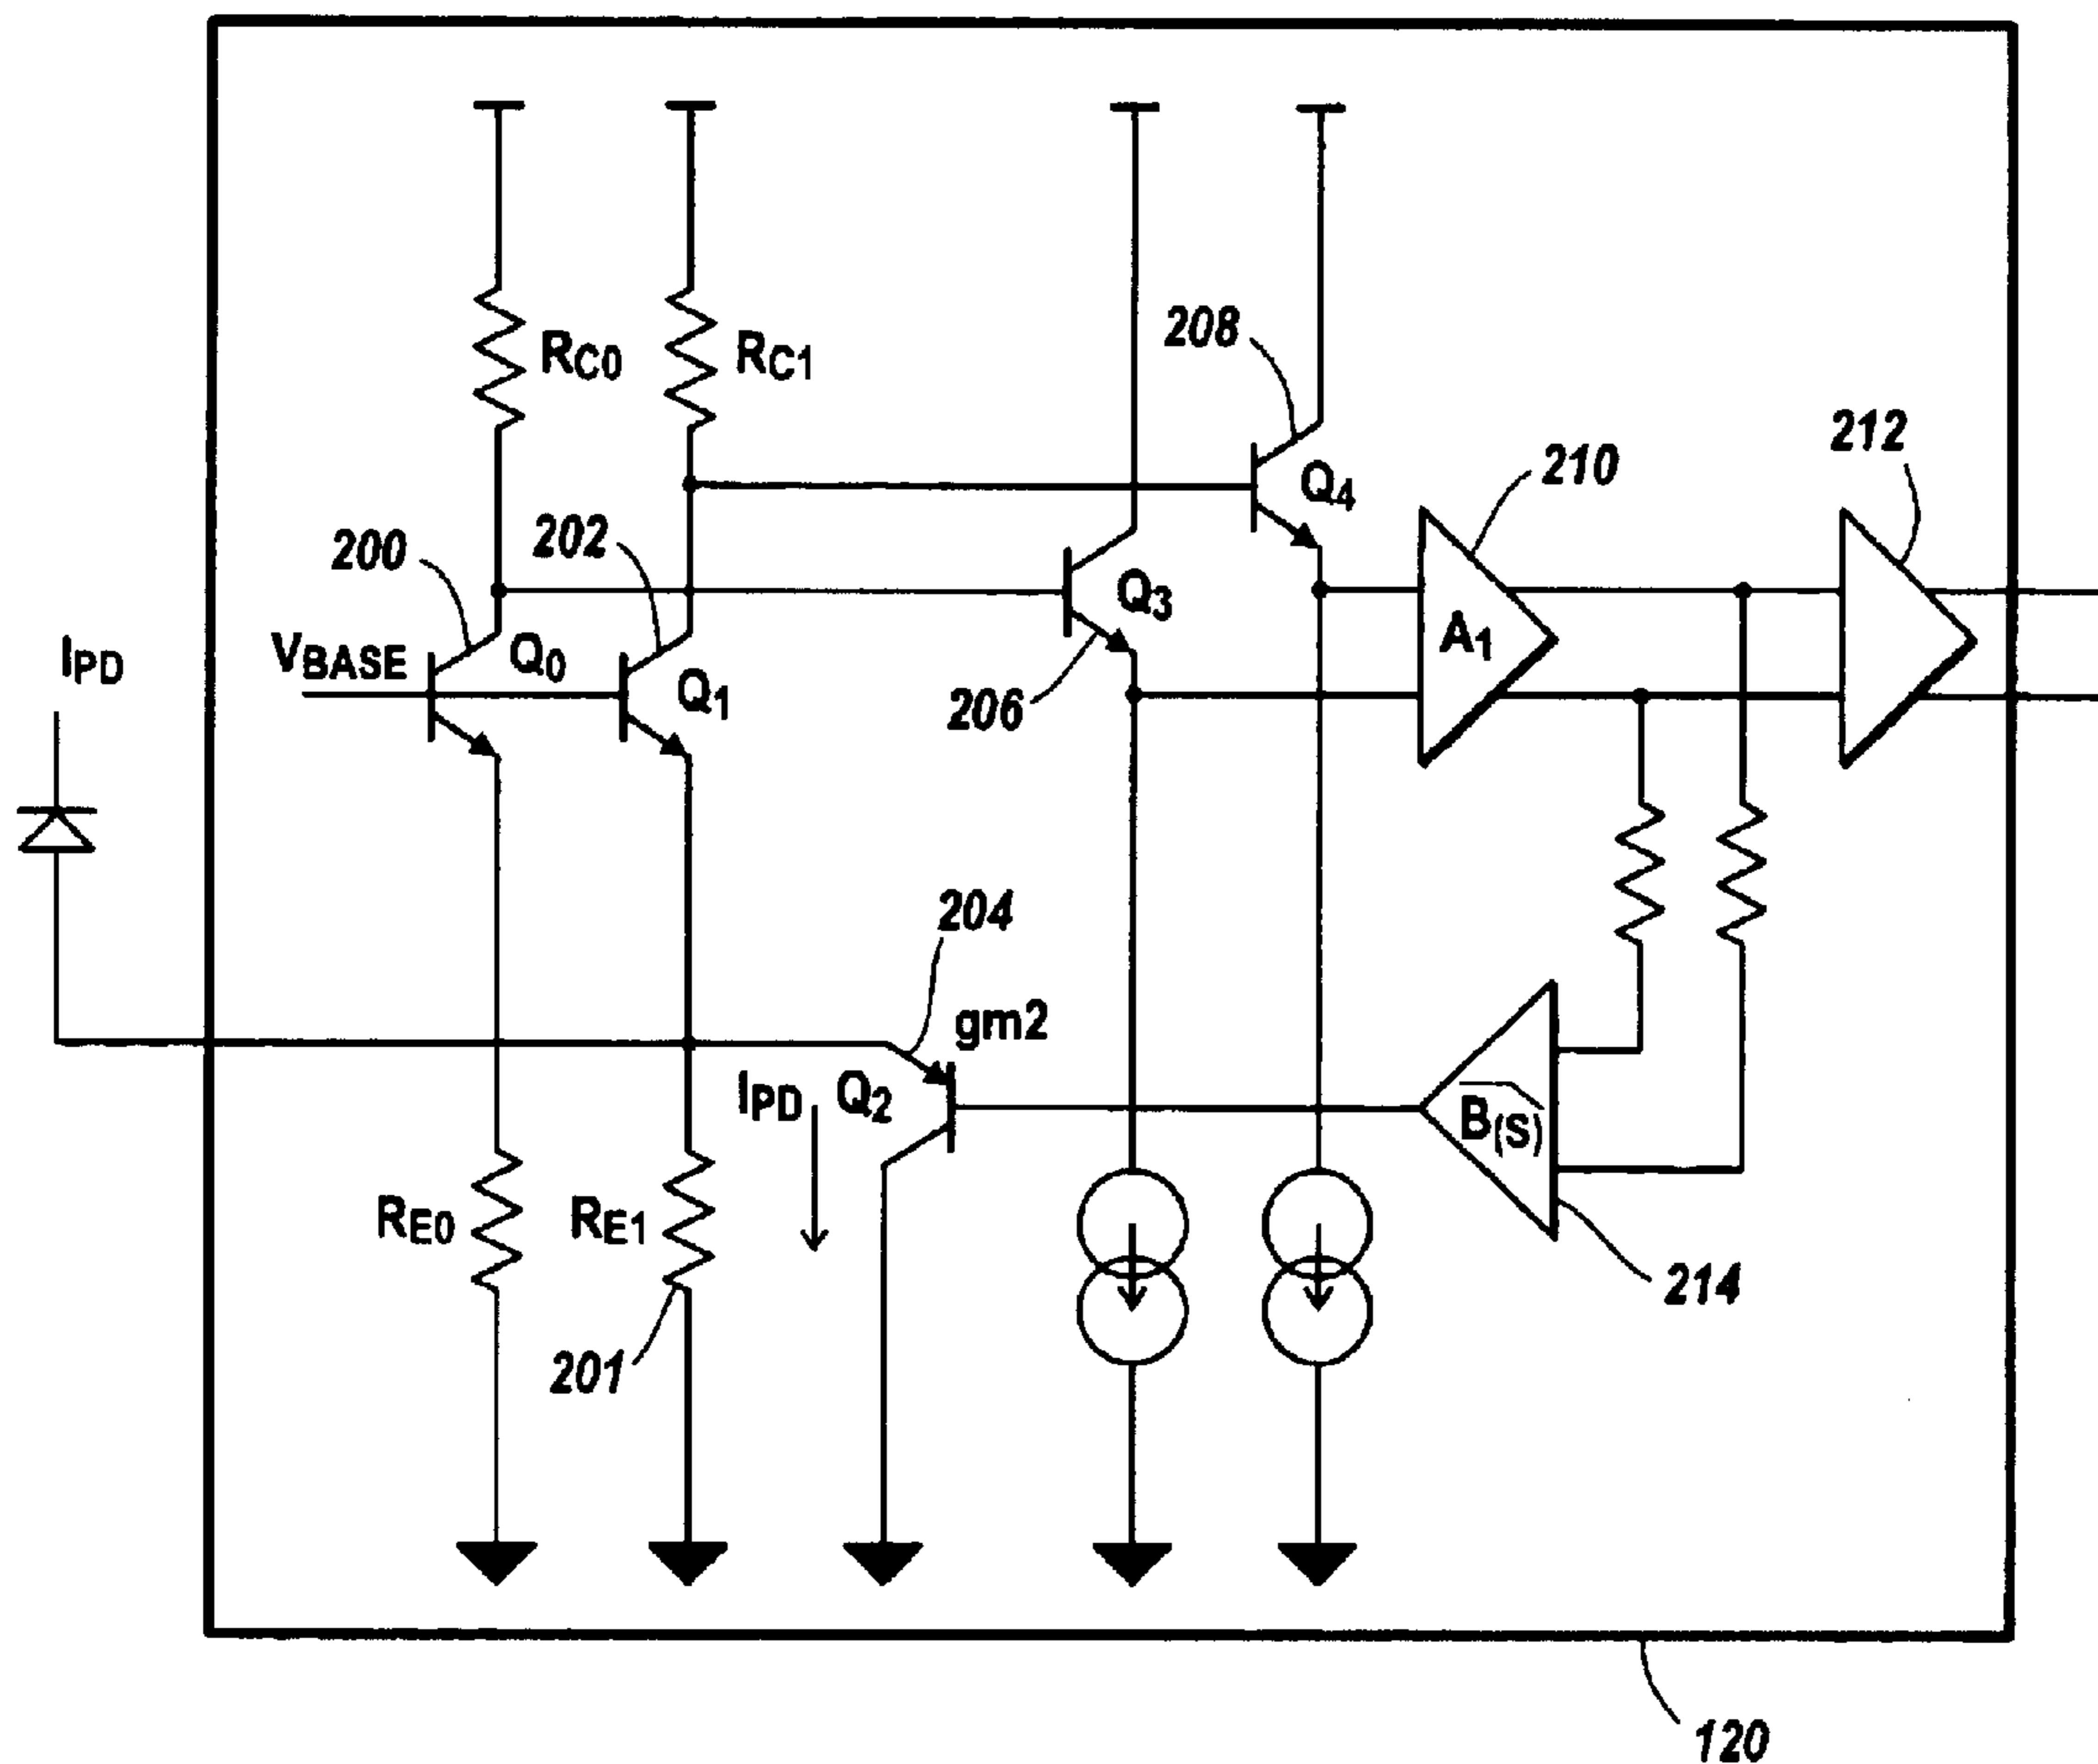 208
RC0
RC1
212
210
Q4
200
202
Q3
A1
IPD
VBASE
Q0
Q1
206
204
gm2
IPD
Q2
B(S)
RE0
RE1
214
201
120